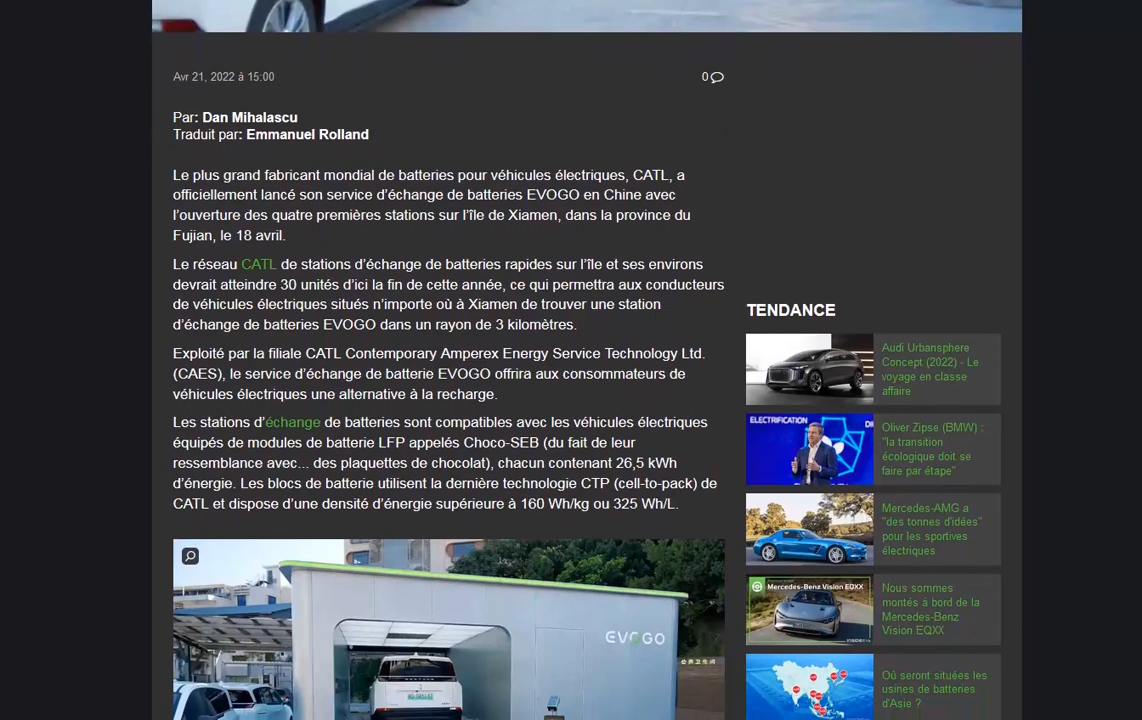 Avr 21, 2022 à 15:00
0
Par: Dan Mihalascu
Traduit par: Emmanuel Rolland
Le plus grand fabricant mondial de batteries pour véhicules électriques, CATL, a
officiellement lancé son service d’échange de batteries EVOGO en Chine avec
l’ouverture des quatre premières stations sur l’île de Xiamen, dans la province du
Fujian, le 18 avril.
Le réseau CATL de stations d’échange de batteries rapides sur l’île et ses environs
devrait atteindre 30 unités d’ici la fin de cette année, ce qui permettra aux conducteurs
de véhicules électriques situés n’importe où à Xiamen de trouver une station
d’échange de batteries EVOGO dans un rayon de 3 kilomètres.
Exploité par la filiale CATL Contemporary Amperex Energy Service Technology Ltd.
(CAES), le service d’échange de batterie EVOGO offrira aux consommateurs de
véhicules électriques une alternative à la recharge.
Les stations d’échange de batteries sont compatibles avec les véhicules électriques
équipés de modules de batterie LFP appelés Choco-SEB (du fait de leur
ressemblance avec... des plaquettes de chocolat), chacun contenant 26,5 kWh
d’énergie. Les blocs de batterie utilisent la dernière technologie CTP (cell-to-pack) de
CATL et dispose d’une densité d’énergie supérieure à 160 Wh/kg ou 325 Wh/L.
EVOGO
公共卫生间
TENDANCE
Audi Urbansphere
Concept (2022) - Le
voyage en classe
affaire
ELECTRIFICATION
Oliver Zipse (BMW) :
"la transition
écologique doit se
faire par étape"
Mercedes-AMG a
"des tonnes d'idées"
pour les sportives
électriques
Mercedes-Benz Vision EQXX
Nous sommes
montés à bord de la
Mercedes-Benz
Vision EQXX
Où seront situées les
usines de batteries
d'Asie ?